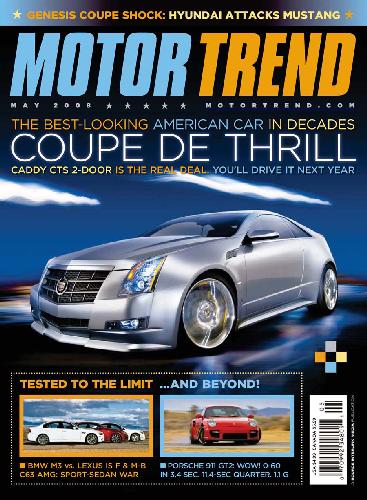 ★ GENESIS COUPE SHOCK: HYUNDAI ATTACKS MUSTANG ★
MOTOR TREND
MAY 2008 ★ ★ ★ ★ ★ MOTORTREND.COM
THE BEST-LOOKING AMERICAN CAR IN DECADES
COUPE DE THRILL
CADDY CTS 2-DOOR IS THE REAL DEAL. YOU'LL DRIVE IT NEXT YEAR
TESTED TO THE LIMIT ...AND BEYOND!
■ BMW M3 vs. LEXUS IS F & M-B
C63 AMG: SPORT-SEDAN WAR
■ PORSCHE 911 GT2: WOW! 0-60
IN 3.4 SEC, 11.4-SEC QUARTER, 1.1 G